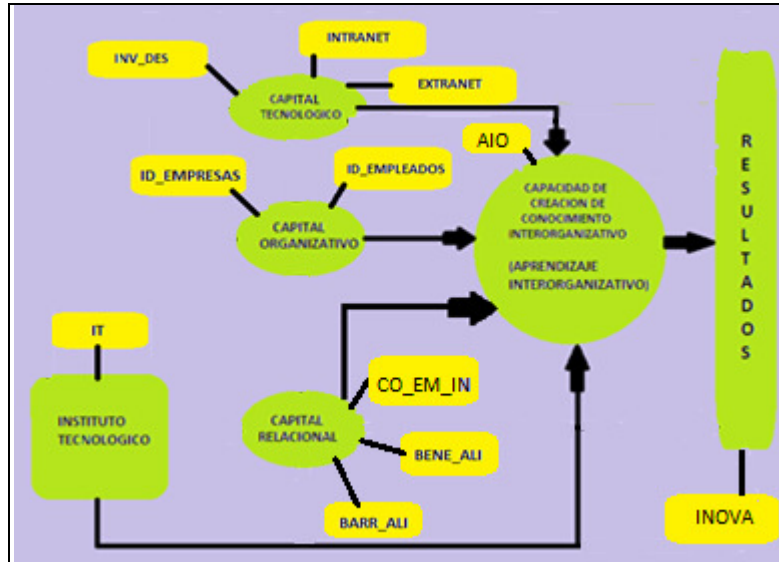 INTRANET
INV_DES
EXTRANET
CAPITAL
TECNOLOGICO
AIO
ID_EMPRESAS
ID_EMPLEADOS
CAPITAL
ORGANIZATIVO
CAPACIDAD DE
CREACION DE
CONOCIMIENTO
INTERORGANIZATIVO
(APRENDIZAJE
INTERORGANIZATIVO)
RESULTADOS
IT
INSTITUTO
TECNOLOGICO
CO_EM_IN
CAPITAL
RELACIONAL
BENE_ALI
BARR_ALI
INOVA